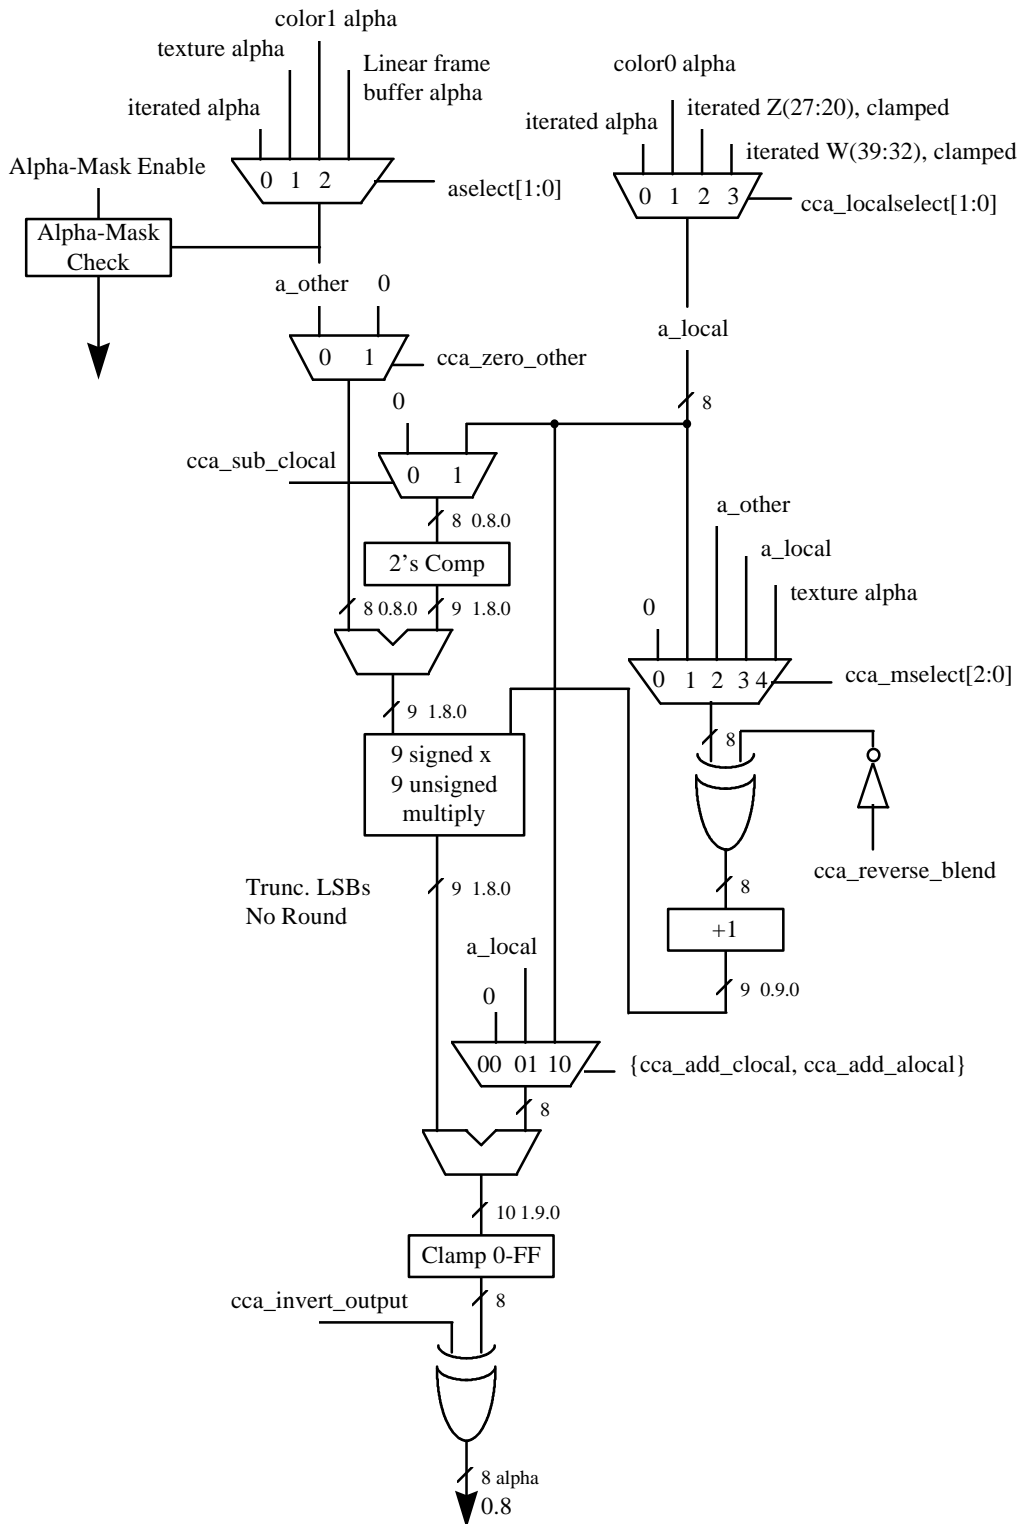 color1 alpha
texture alpha
Linear frame
buffer alpha
color0 alpha
iterated alpha
iterated Z(27:20), clamped
iterated alpha
iterated W(39:32), clamped
Alpha-Mask Enable
0 1 2
aselect[1:0]
0 1 2 3
cca_localselect[1:0]
Alpha-Mask
Check
a_other 0
a_local
0 1
cca_zero_other
0
8
cca_sub_clocal
0 1
a_other
8 0.8.0
a_local
2's Comp
texture alpha
0
8 0.8.0
9 1.8.0
0 1 2 3 4
cca_mselect[2:0]
9 1.8.0
8
9 signed x
9 unsigned
multiply
cca_reverse_blend
Trunc. LSBs
No Round
9 1.8.0
8
+1
a_local
0
9 0.9.0
00 01 10
{cca_add_clocal, cca_add_alocal}
8
10 1.9.0
Clamp 0-FF
cca_invert_output
8
8 alpha
0.8